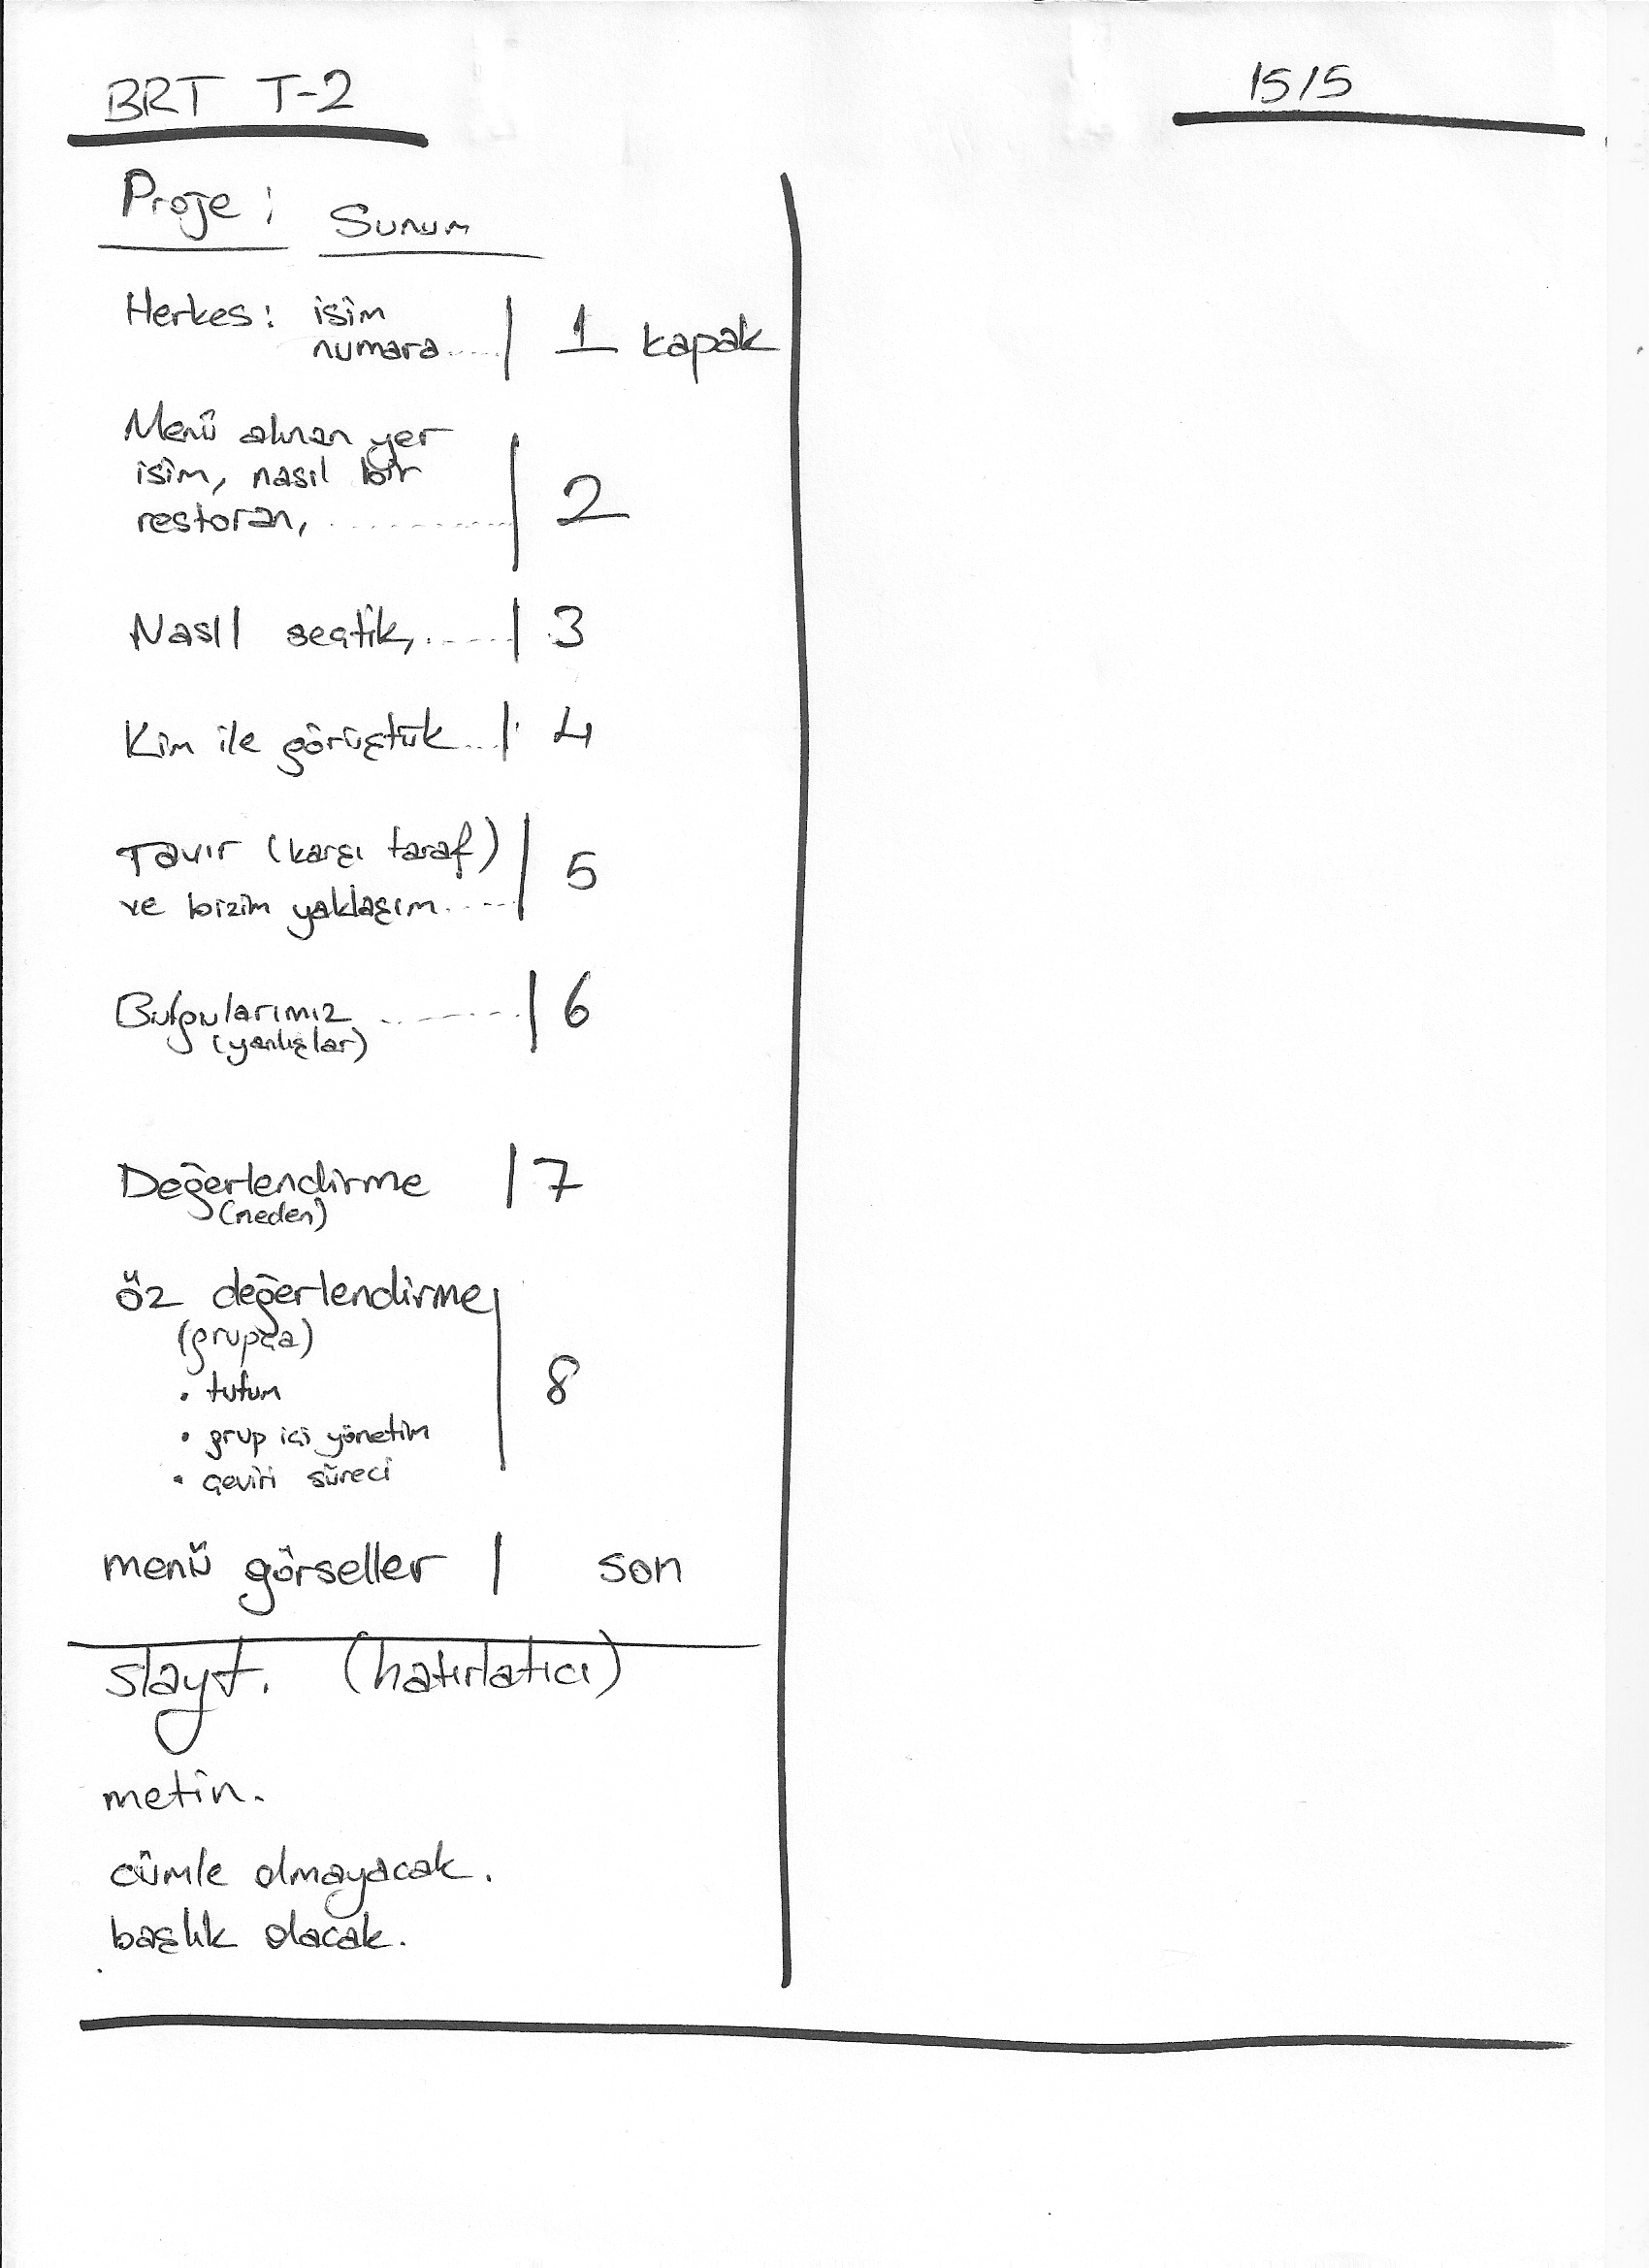 BRT T-2
15/5
Proje : Sunum
Herkes: isim
numara..... | 1 kapak
Menü alınan yer
isim, nasıl bir
restoran, ............ | 2
Nasıl seçtik, ...... | 3
Kim ile görüştük .... | 4
Tavır (karşı taraf)
ve bizim yaklaşım..... | 5
Bulgularımız ......... | 6
(yanlışlar)
Değerlendirme | 7
(neden)
Öz değerlendirme
(grupça)
• tutum | 8
• grup içi yönetim
• çeviri süreci
menü görseller | son
slayt. (hatırlatıcı)
metin.
cümle olmayacak.
başlık olacak.